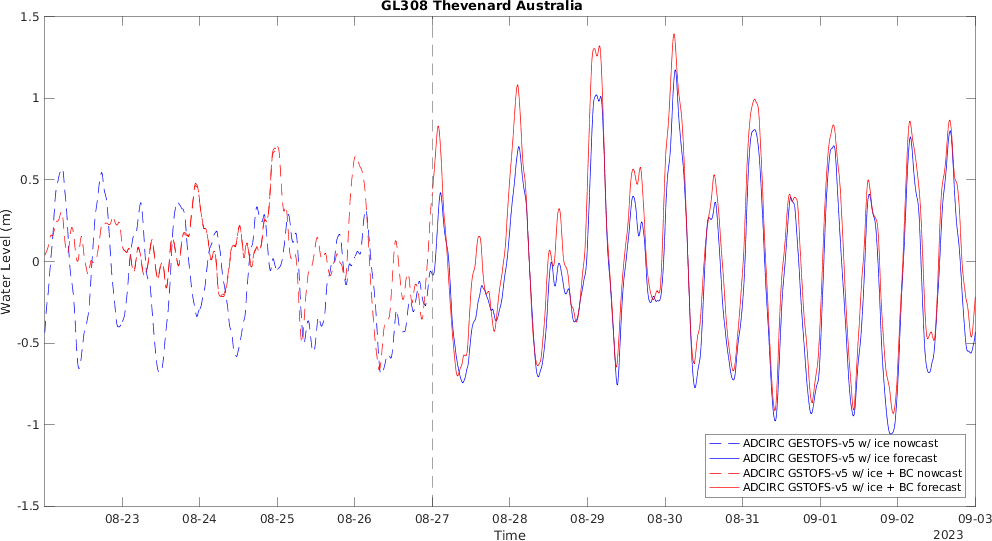 GL308 Thevenard Australia
1.5
1
0.5
0
-0.5
-1
-1.5
Water Level (m)
ADCIRC GESTOFS-v5 w/ ice nowcast
ADCIRC GESTOFS-v5 w/ ice forecast
ADCIRC GSTOFS-v5 w/ ice + BC nowcast
ADCIRC GSTOFS-v5 w/ ice + BC forecast
08-23 08-24 08-25 08-26 08-27 08-28 08-29 08-30 08-31 09-01 09-02 09-03
Time
2023